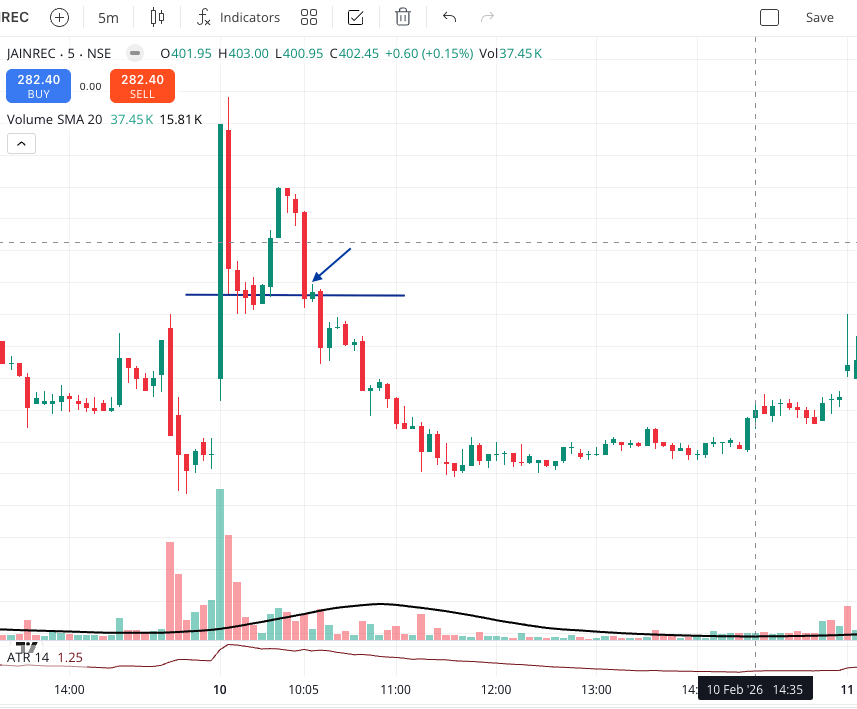 REC 5m Indicators Save
JAINREC · 5 · NSE O401.95 H403.00 L400.95 C402.45 +0.60 (+0.15%) Vol37.45 K
282.40 BUY 0.00 282.40 SELL
Volume SMA 20 37.45 K 15.81 K
ATR 14 1.25
14:00 10 10:05 11:00 12:00 13:00 14: 10 Feb '26 14:35 11